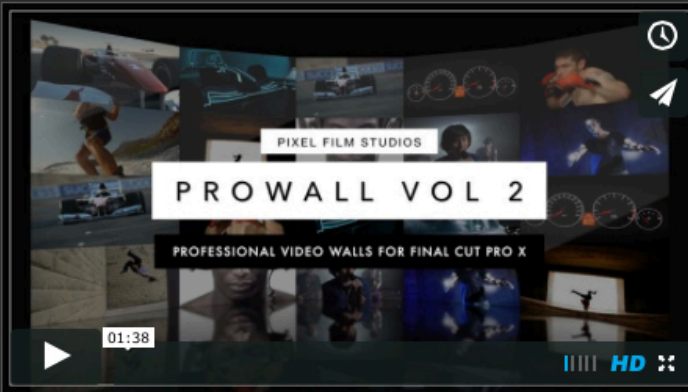 PIXEL FILM STUDIOS
PROWALL VOL 2
PROFESSIONAL VIDEO WALLS FOR FINAL CUT PRO X
01:38
HD